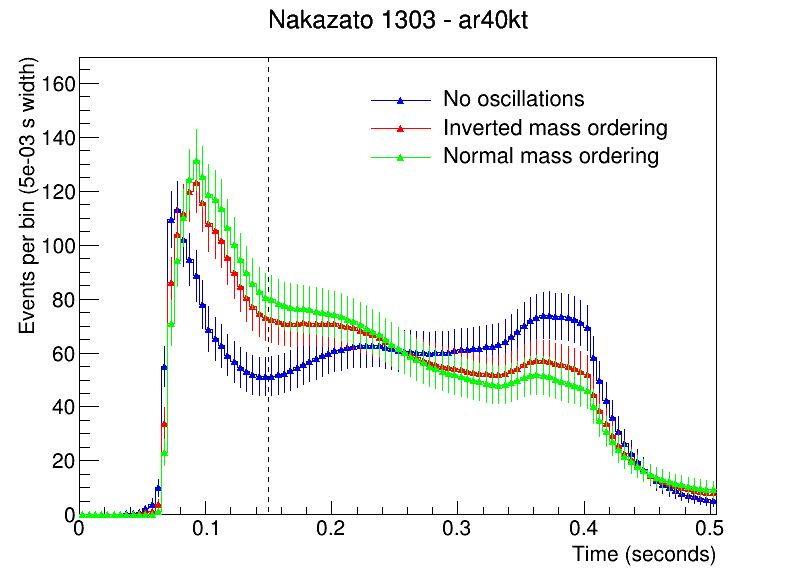 Nakazato 1303 - ar40kt
Events per bin (5e-03 s width)
No oscillations
Inverted mass ordering
Normal mass ordering
160
140
120
100
80
60
40
20
0
0 0.1 0.2 0.3 0.4 0.5
Time (seconds)